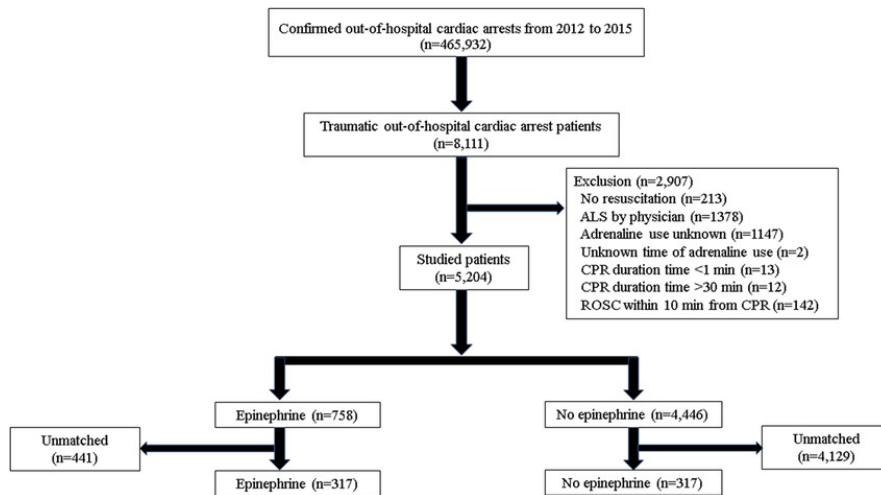 Confirmed out-of-hospital cardiac arrests from 2012 to 2015
(n=465,932)
Traumatic out-of-hospital cardiac arrest patients
(n=8,111)
Exclusion (n=2,907)
No resuscitation (n=213)
ALS by physician (n=1378)
Adrenaline use unknown (n=1147)
Unknown time of adrenaline use (n=2)
CPR duration time <1 min (n=13)
CPR duration time >30 min (n=12)
ROSC within 10 min from CPR (n=142)
Studied patients
(n=5,204)
Epinephrine (n=758)
No epinephrine (n=4,446)
Unmatched
(n=441)
Unmatched
(n=4,129)
Epinephrine (n=317)
No epinephrine (n=317)